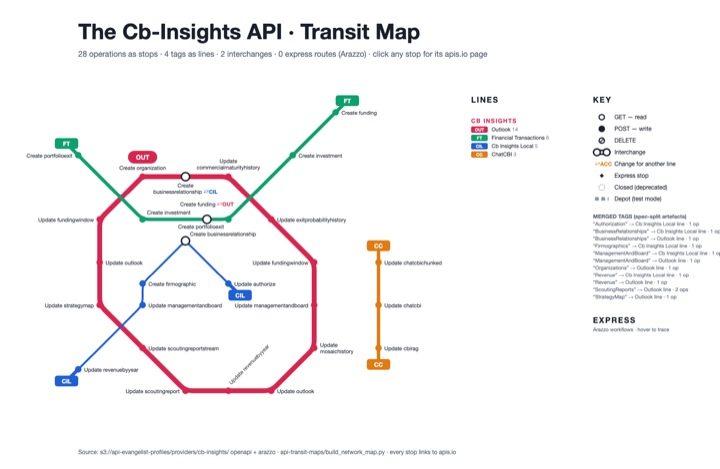 The Cb-Insights API · Transit Map
28 operations as stops · 4 tags as lines · 2 interchanges · 0 express routes (Arazzo) · click any stop for its apis.io page
FT
Create funding
FT
Create portfolioexit
Create investment
OUT
Create organization
Update
commercialmaturityhistory
Create
businessrelationship ⇄CIL
Create funding ⇄OUT
Create investment
Update fundingwindow
Update exitprobabilityhistory
Create portfolioexit
Create businessrelationship
Update outlook
Update fundingwindow
Create firmographic
Update authorize
CIL
Update strategymap
Update managementandboard
Update managementandboard
Update scoutingreportstream
Update
mosaichistory
Update revenuebyyear
CIL
Update revenuebyyear
Update scoutingreport
Update outlook
CC
Update chatcbichunked
Update chatcbi
Update cbirag
CC
LINES
CB INSIGHTS
OUT Outlook 14
FT Financial Transactions 6
CIL Cb Insights Local 5
CC ChatCBI 3
KEY
GET — read
POST — write
DELETE
Interchange
⇄ACC Change for another line
Express stop
Closed (deprecated)
Depot (test mode)
MERGED TAGS (spec-split artefacts)
"Authorization" → Cb Insights Local line · 1 op
"BusinessRelationships" → Cb Insights Local line · 1 op
"BusinessRelationships" → Outlook line · 1 op
"Firmographics" → Cb Insights Local line · 1 op
"ManagementAndBoard" → Cb Insights Local line · 1 op
"ManagementAndBoard" → Outlook line · 1 op
"Organizations" → Outlook line · 1 op
"Revenue" → Cb Insights Local line · 1 op
"Revenue" → Outlook line · 1 op
"ScoutingReports" → Outlook line · 2 ops
"StrategyMap" → Outlook line · 1 op
EXPRESS
Arazzo workflows · hover to trace
Source: s3://api-evangelist-profiles/providers/cb-insights/ openapi + arazzo · api-transit-maps/build_network_map.py · every stop links to apis.io